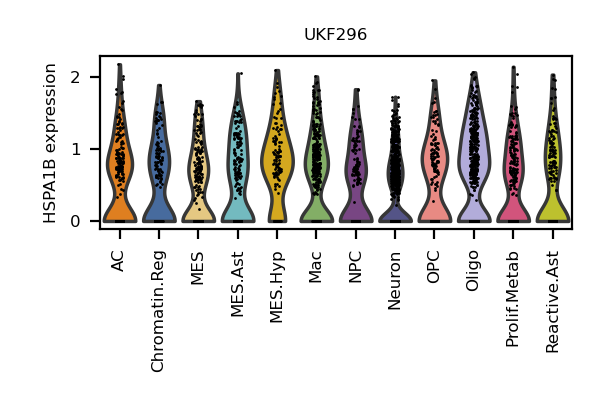 UKF296
HSPA1B expression
2
1
0
AC
Chromatin.Reg
MES
MES.Ast
MES.Hyp
Mac
NPC
Neuron
OPC
Oligo
Prolif.Metab
Reactive.Ast